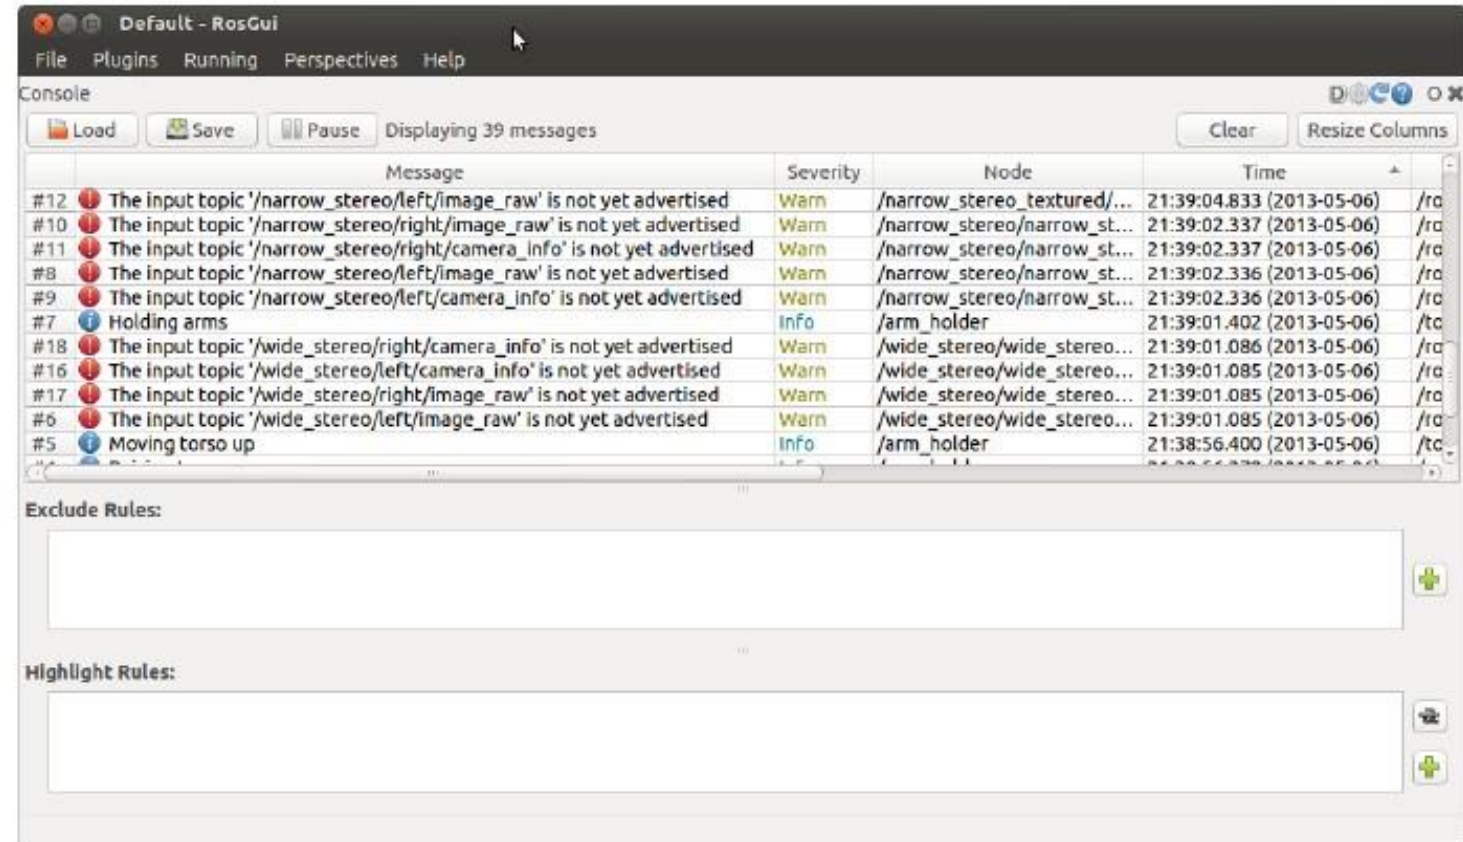 Default - RosGui
File Plugins Running Perspectives Help
Console D O
Load Save Pause Displaying 39 messages Clear Resize Columns
Message Severity Node Time
#12 The input topic '/narrow_stereo/left/image_raw' is not yet advertised Warn /narrow_stereo_textured/... 21:39:04.833 (2013-05-06) /ro
#10 The input topic '/narrow_stereo/right/image_raw' is not yet advertised Warn /narrow_stereo/narrow_st... 21:39:02.337 (2013-05-06) /ro
#11 The input topic '/narrow_stereo/right/camera_info' is not yet advertised Warn /narrow_stereo/narrow_st... 21:39:02.337 (2013-05-06) /ro
#8 The input topic '/narrow_stereo/left/image_raw' is not yet advertised Warn /narrow_stereo/narrow_st... 21:39:02.336 (2013-05-06) /ro
#9 The input topic '/narrow_stereo/left/camera_info' is not yet advertised Warn /narrow_stereo/narrow_st... 21:39:02.336 (2013-05-06) /ro
#7 Holding arms Info /arm_holder 21:39:01.402 (2013-05-06) /to
#18 The input topic '/wide_stereo/right/camera_info' is not yet advertised Warn /wide_stereo/wide_stereo... 21:39:01.086 (2013-05-06) /ro
#16 The input topic '/wide_stereo/left/camera_info' is not yet advertised Warn /wide_stereo/wide_stereo... 21:39:01.085 (2013-05-06) /ro
#17 The input topic '/wide_stereo/right/image_raw' is not yet advertised Warn /wide_stereo/wide_stereo... 21:39:01.085 (2013-05-06) /ro
#6 The input topic '/wide_stereo/left/image_raw' is not yet advertised Warn /wide_stereo/wide_stereo... 21:39:01.085 (2013-05-06) /ro
#5 Moving torso up Info /arm_holder 21:38:56.400 (2013-05-06) /to
Exclude Rules:
Highlight Rules: